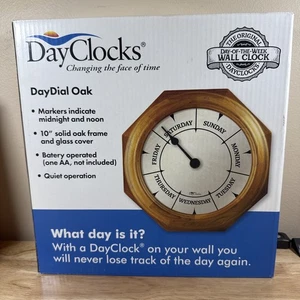 DayClocks®
Changing the face of time
THE ORIGINAL
DAY-OF-THE-WEEK
WALL CLOCK
DAYCLOCKS
DayDial Oak
• Markers indicate
midnight and noon
• 10" solid oak frame
and glass cover
• Batery operated
(one AA, not included)
• Quiet operation
SATURDAY
SUNDAY
MONDAY
TUESDAY
WEDNESDAY
THURSDAY
FRIDAY
What day is it?
With a DayClock® on your wall you
will never lose track of the day again.